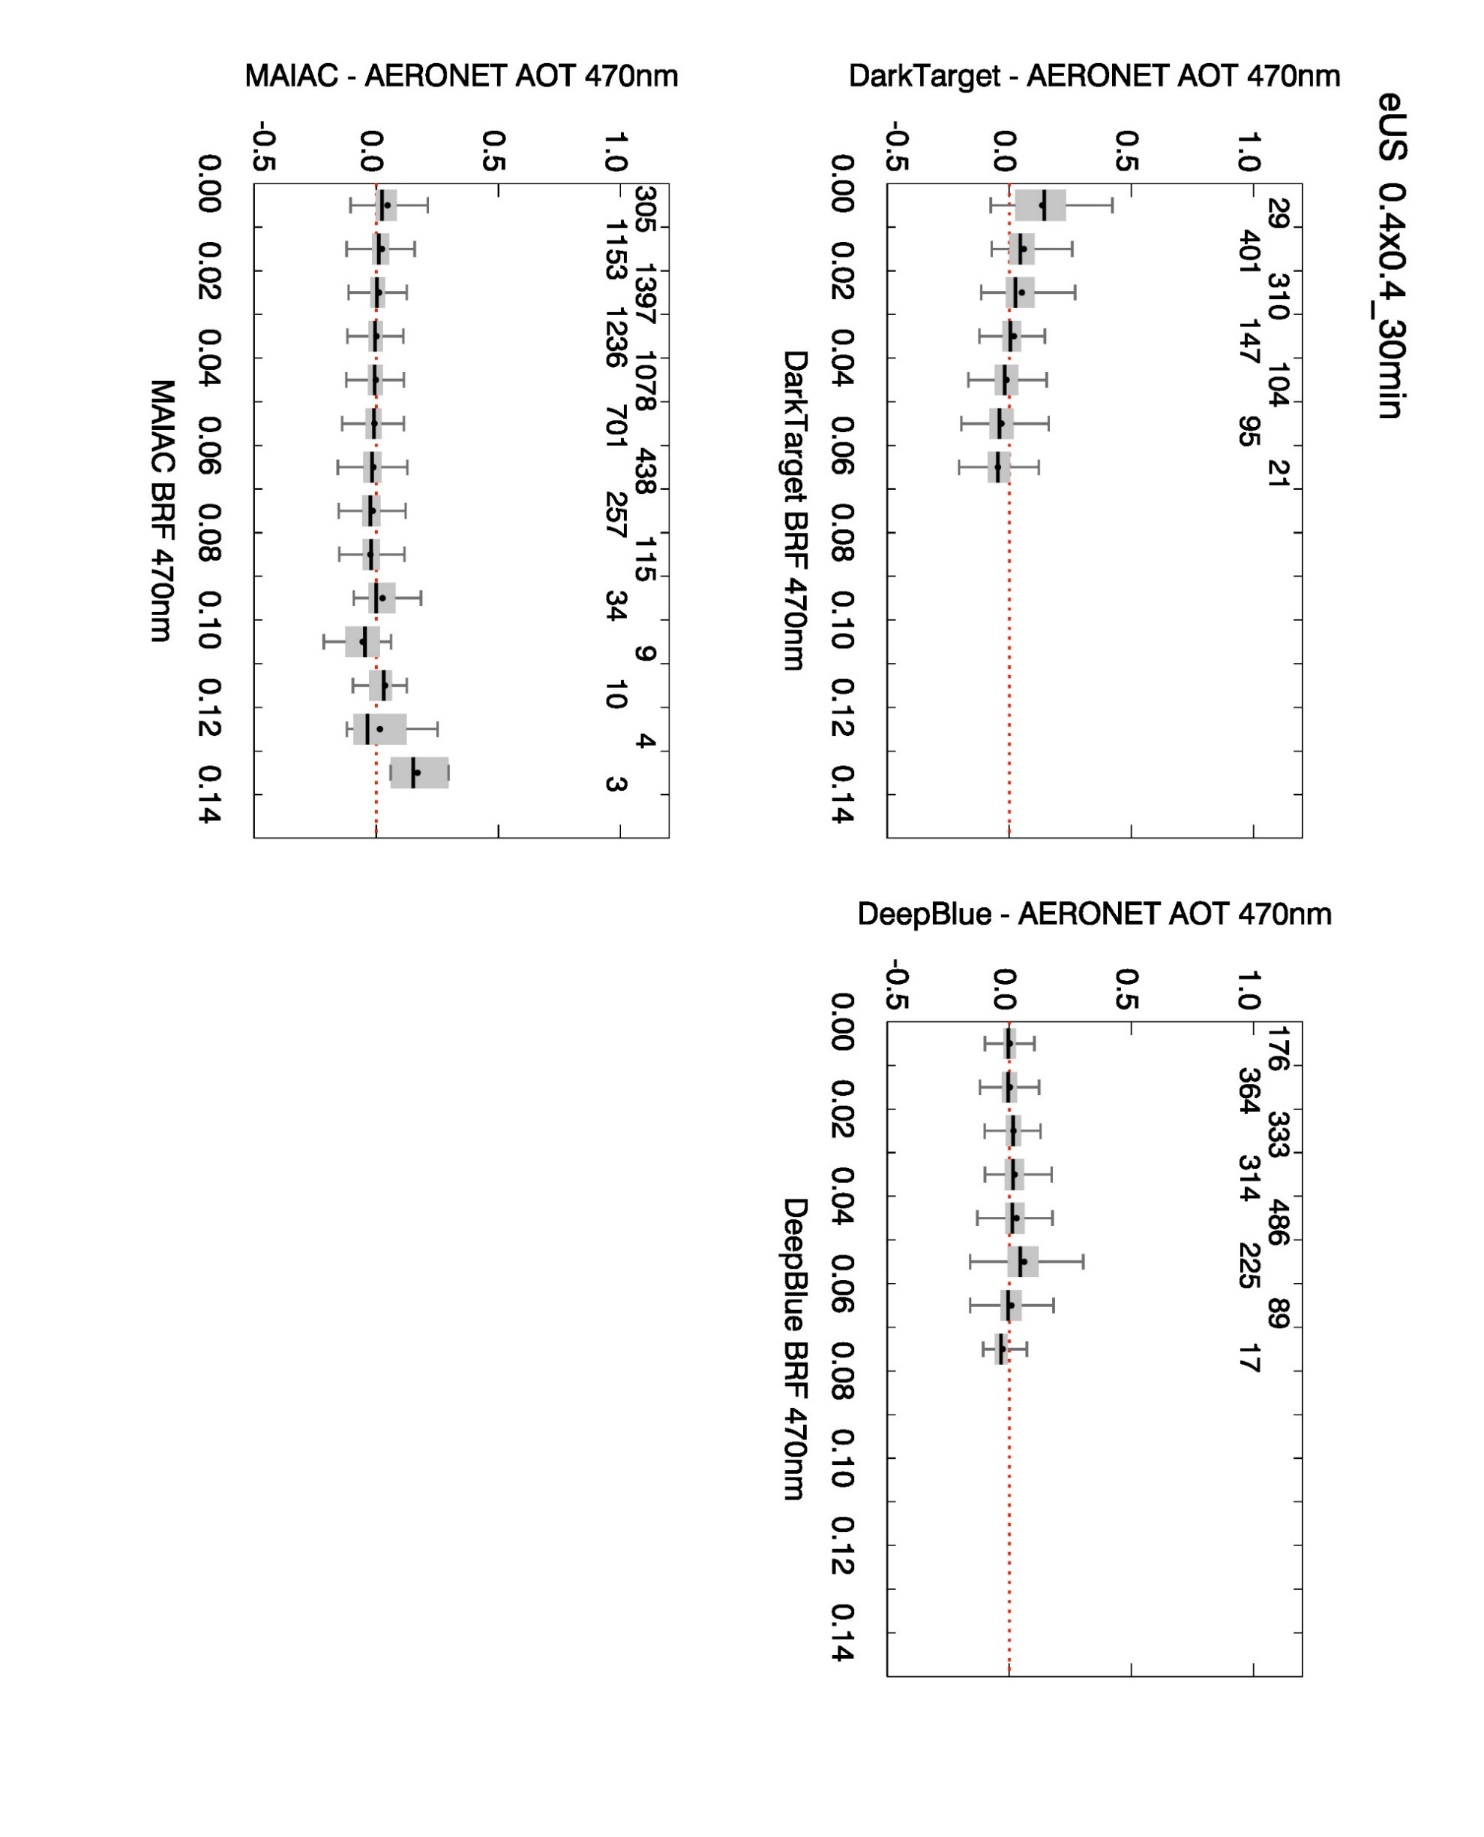 eUS 0.4x0.4_30min
DarkTarget - AERONET AOT 470nm
1.0
0.5
0.0
-0.5
29 310 104 21
401 147 95
0.00 0.02 0.04 0.06 0.08 0.10 0.12 0.14
DarkTarget BRF 470nm
DeepBlue - AERONET AOT 470nm
1.0
0.5
0.0
-0.5
176 333 486 89
364 314 225 17
0.00 0.02 0.04 0.06 0.08 0.10 0.12 0.14
DeepBlue BRF 470nm
MAIAC - AERONET AOT 470nm
1.0
0.5
0.0
-0.5
305 1397 1078 438 115 9 4
1153 1236 701 257 34 10 3
0.00 0.02 0.04 0.06 0.08 0.10 0.12 0.14
MAIAC BRF 470nm